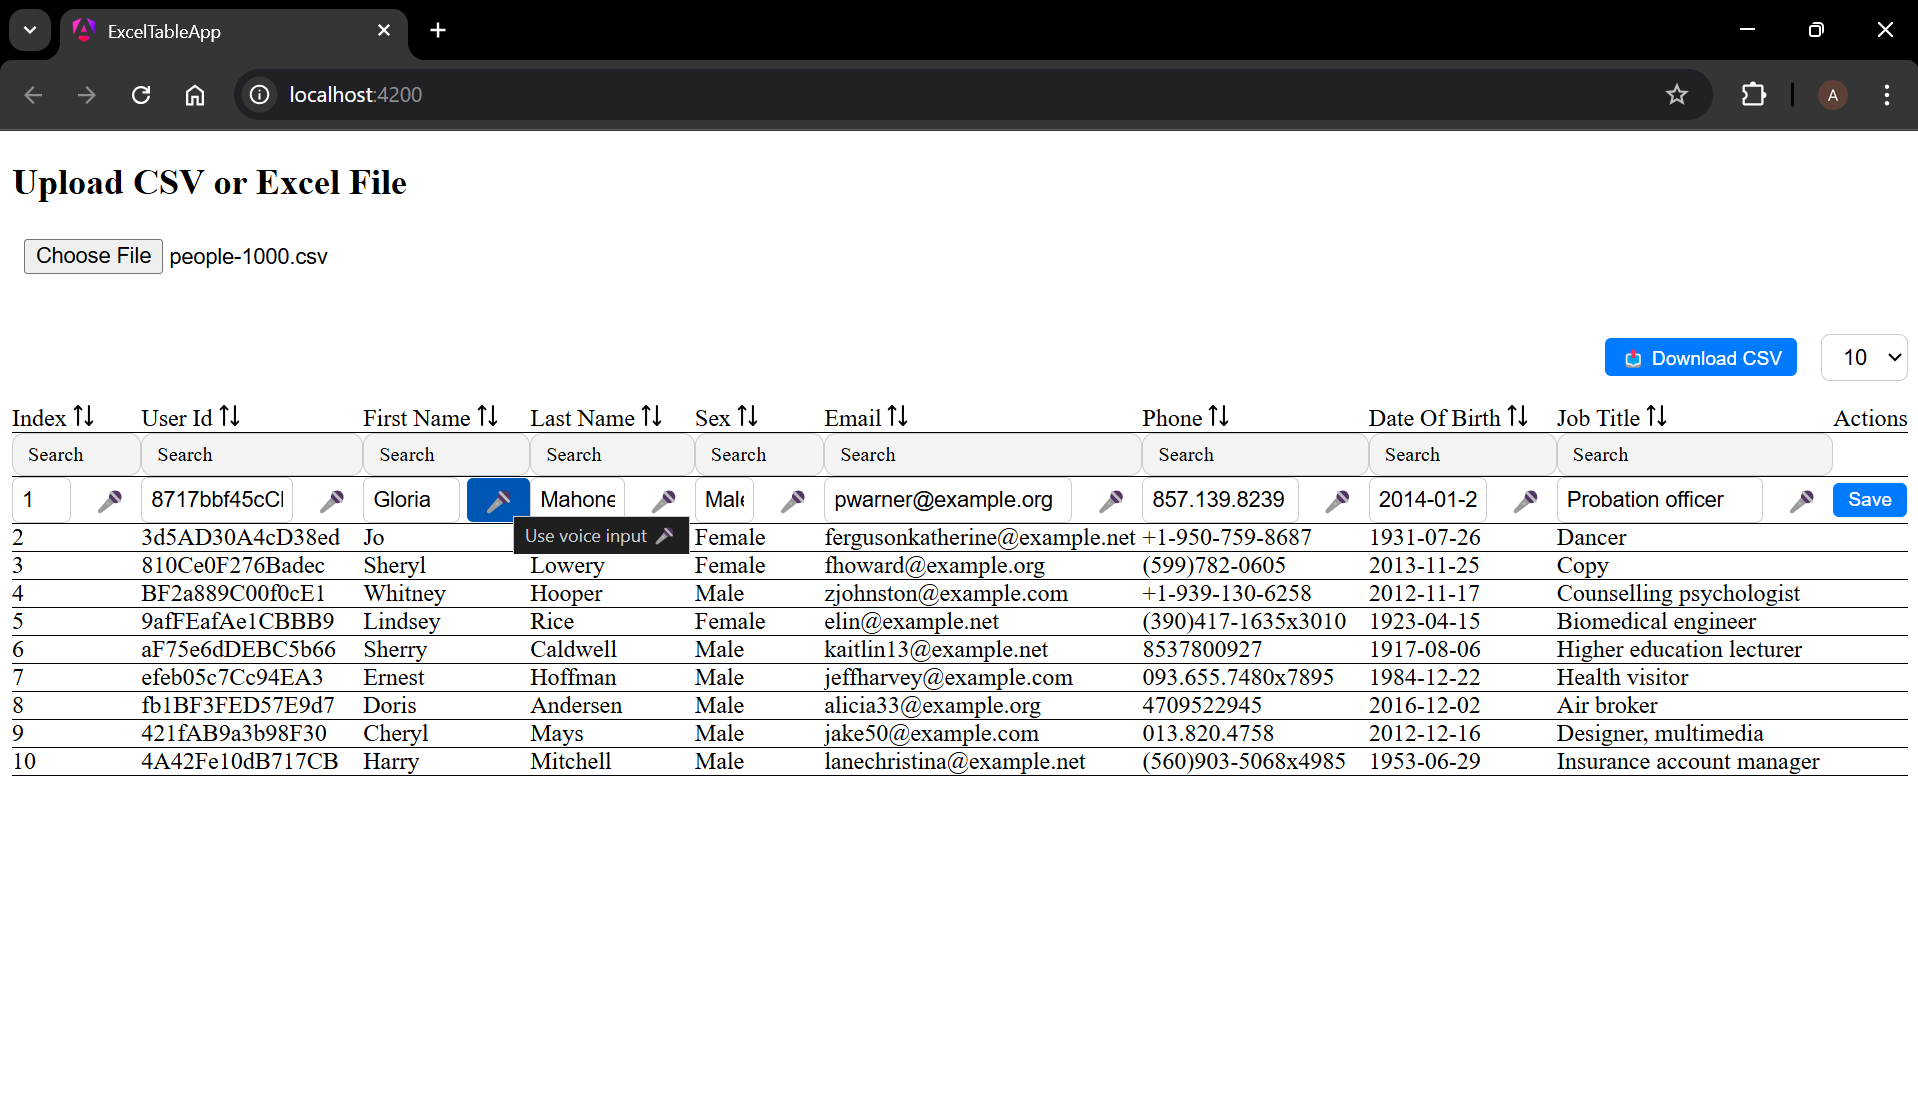 ExcelTableApp
localhost:4200
A
Upload CSV or Excel File
Choose File people-1000.csv
Download CSV 10
Index User Id First Name Last Name Sex Email Phone Date Of Birth Job Title Actions
Search Search Search Search Search Search Search Search Search
1 8717bbf45cC Gloria Mahone Male pwarner@example.org 857.139.8239 2014-01-2 Probation officer Save
Use voice input
2 3d5AD30A4cD38ed Jo Female fergusonkatherine@example.net +1-950-759-8687 1931-07-26 Dancer
3 810Ce0F276Badec Sheryl Lowery Female fhoward@example.org (599)782-0605 2013-11-25 Copy
4 BF2a889C00f0cE1 Whitney Hooper Male zjohnston@example.com +1-939-130-6258 2012-11-17 Counselling psychologist
5 9afFEafAe1CBBB9 Lindsey Rice Female elin@example.net (390)417-1635x3010 1923-04-15 Biomedical engineer
6 aF75e6dDEBC5b66 Sherry Caldwell Male kaitlin13@example.net 8537800927 1917-08-06 Higher education lecturer
7 efeb05c7Cc94EA3 Ernest Hoffman Male jeffharvey@example.com 093.655.7480x7895 1984-12-22 Health visitor
8 fb1BF3FED57E9d7 Doris Andersen Male alicia33@example.org 4709522945 2016-12-02 Air broker
9 421fAB9a3b98F30 Cheryl Mays Male jake50@example.com 013.820.4758 2012-12-16 Designer, multimedia
10 4A42Fe10dB717CB Harry Mitchell Male lanechristina@example.net (560)903-5068x4985 1953-06-29 Insurance account manager